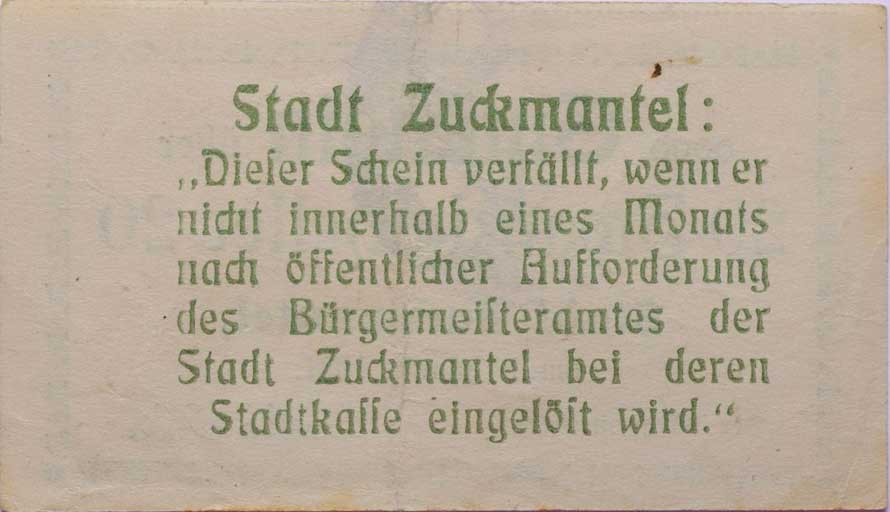 Stadt Zuckmantel:
„Dieſer Schein verfällt, wenn er
nicht innerhalb eines Monats
nach öffentlicher Aufforderung
des Bürgermeiſteramtes der
Stadt Zuckmantel bei deren
Stadtkaſſe eingelöſt wird.“